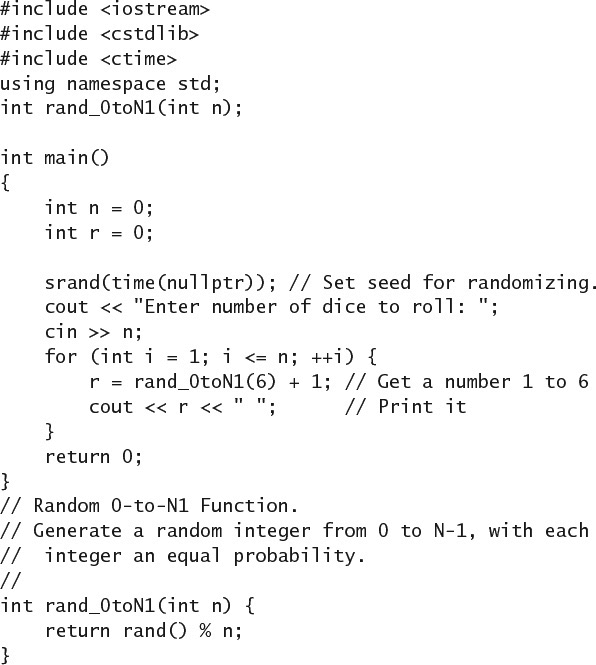 #include <iostream>
#include <cstdlib>
#include <ctime>
using namespace std;
int rand_0toN1(int n);

int main()
{
    int n = 0;
    int r = 0;

    srand(time(nullptr)); // Set seed for randomizing.
    cout << "Enter number of dice to roll: ";
    cin >> n;
    for (int i = 1; i <= n; ++i) {
        r = rand_0toN1(6) + 1; // Get a number 1 to 6
        cout << r << " ";      // Print it
    }
    return 0;
}
// Random 0-to-N1 Function.
// Generate a random integer from 0 to N-1, with each
//  integer an equal probability.
//
int rand_0toN1(int n) {
    return rand() % n;
}